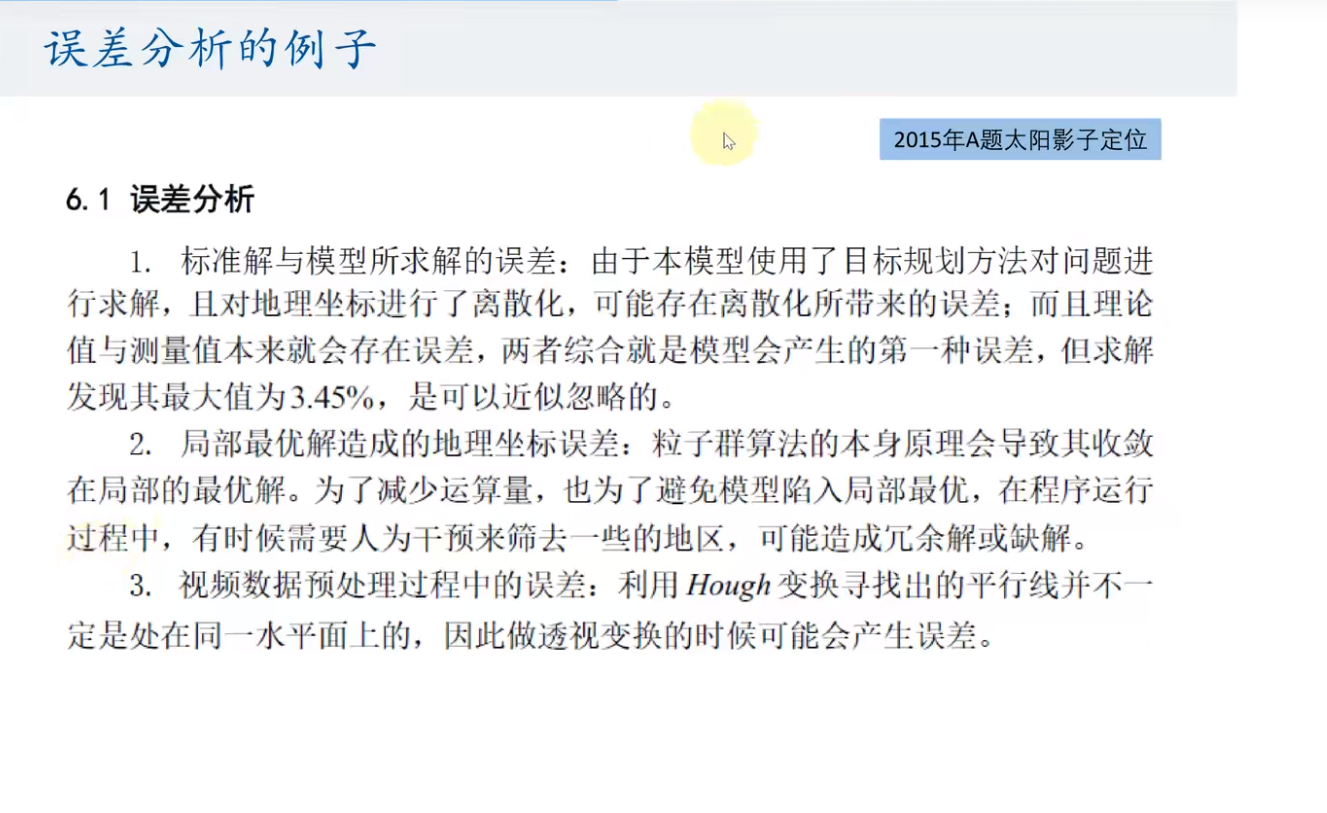 误差分析的例子
2015年A题太阳影子定位
6.1 误差分析
1. 标准解与模型所求解的误差：由于本模型使用了目标规划方法对问题进
行求解，且对地理坐标进行了离散化，可能存在离散化所带来的误差；而且理论
值与测量值本来就会存在误差，两者综合就是模型会产生的第一种误差，但求解
发现其最大值为3.45%，是可以近似忽略的。
2. 局部最优解造成的地理坐标误差：粒子群算法的本身原理会导致其收敛
在局部的最优解。为了减少运算量，也为了避免模型陷入局部最优，在程序运行
过程中，有时候需要人为干预来筛去一些的地区，可能造成冗余解或缺解。
3. 视频数据预处理过程中的误差：利用 Hough 变换寻找出的平行线并不一
定是处在同一水平面上的，因此做透视变换的时候可能会产生误差。